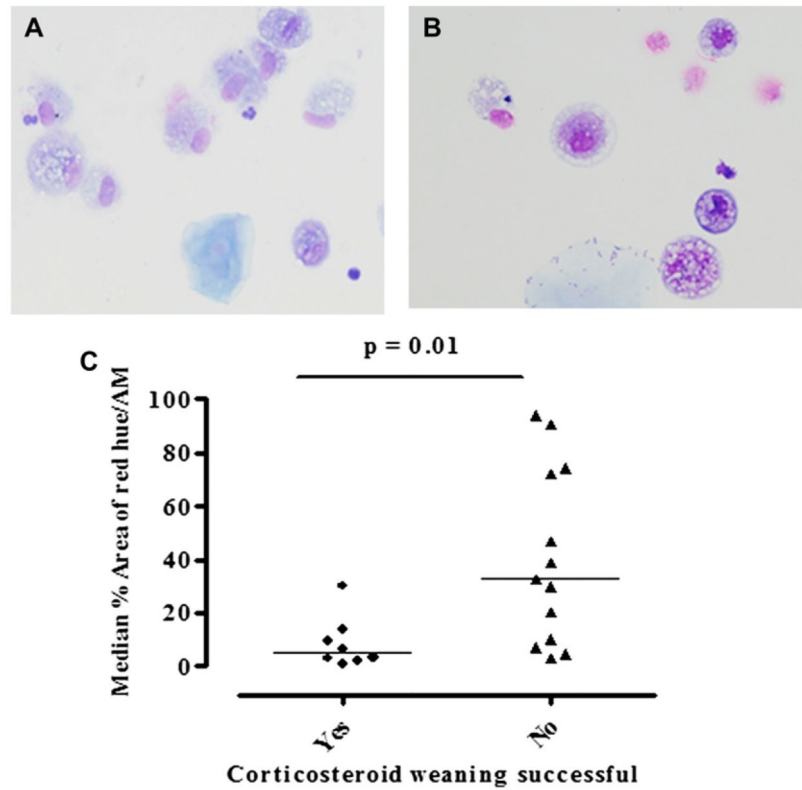 A
B
C
p = 0.01
Median % Area of red hue/AM
100
80
60
40
20
0
Yes
No
Corticosteroid weaning successful